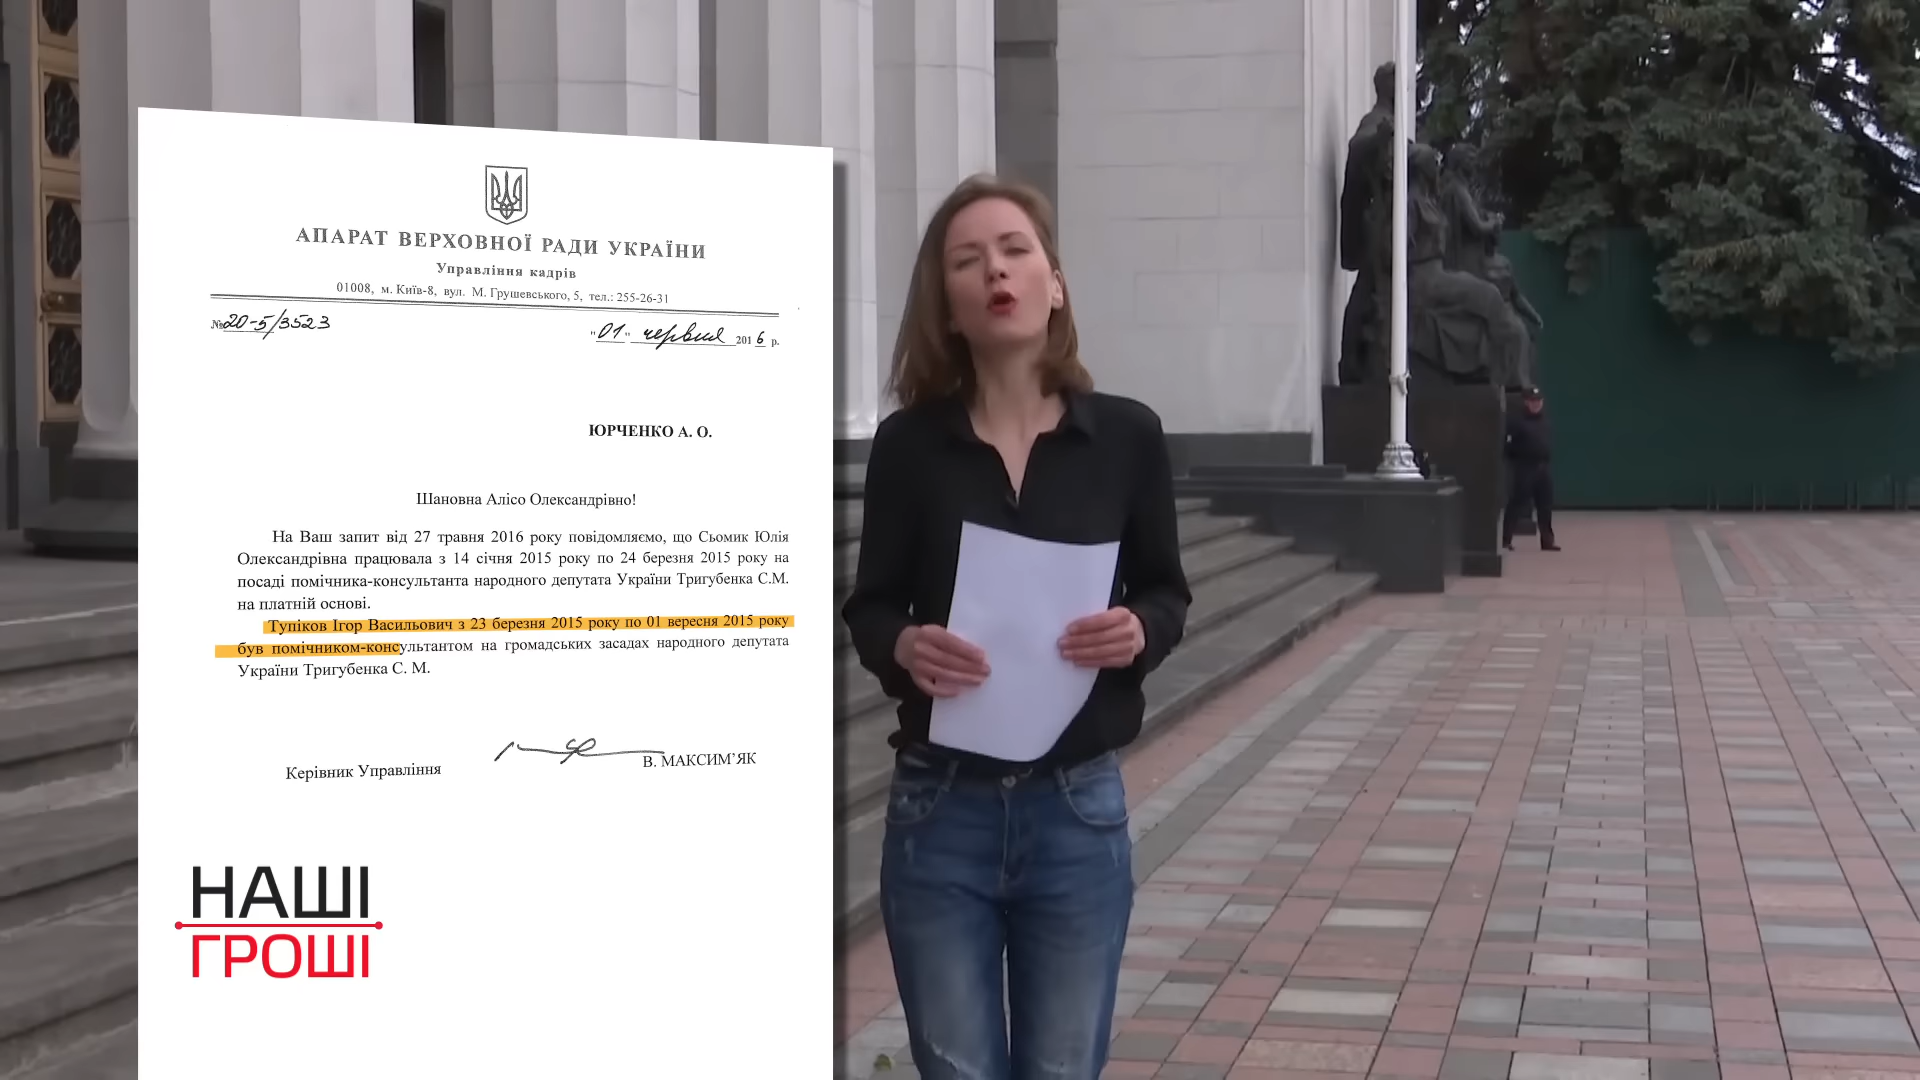 АПАРАТ ВЕРХОВНОЇ РАДИ УКРАЇНИ
Управління кадрів
01008, м. Київ-8, вул. М. Грушевського, 5, тел.: 255-26-31
№ 20-5/3523 "01" червня 2016 р.
ЮРЧЕНКО А. О.
Шановна Алісо Олександрівно!
На Ваш запит від 27 травня 2016 року повідомляємо, що Сьомик Юлія
Олександрівна працювала з 14 січня 2015 року по 24 березня 2015 року на
посаді помічника-консультанта народного депутата України Тригубенка С.М.
на платній основі.
Тупіков Ігор Васильович з 23 березня 2015 року по 01 вересня 2015 року
був помічником-консультантом на громадських засадах народного депутата
України Тригубенка С. М.
Керівник Управління В. МАКСИМ’ЯК
НАШІ
ГРОШІ